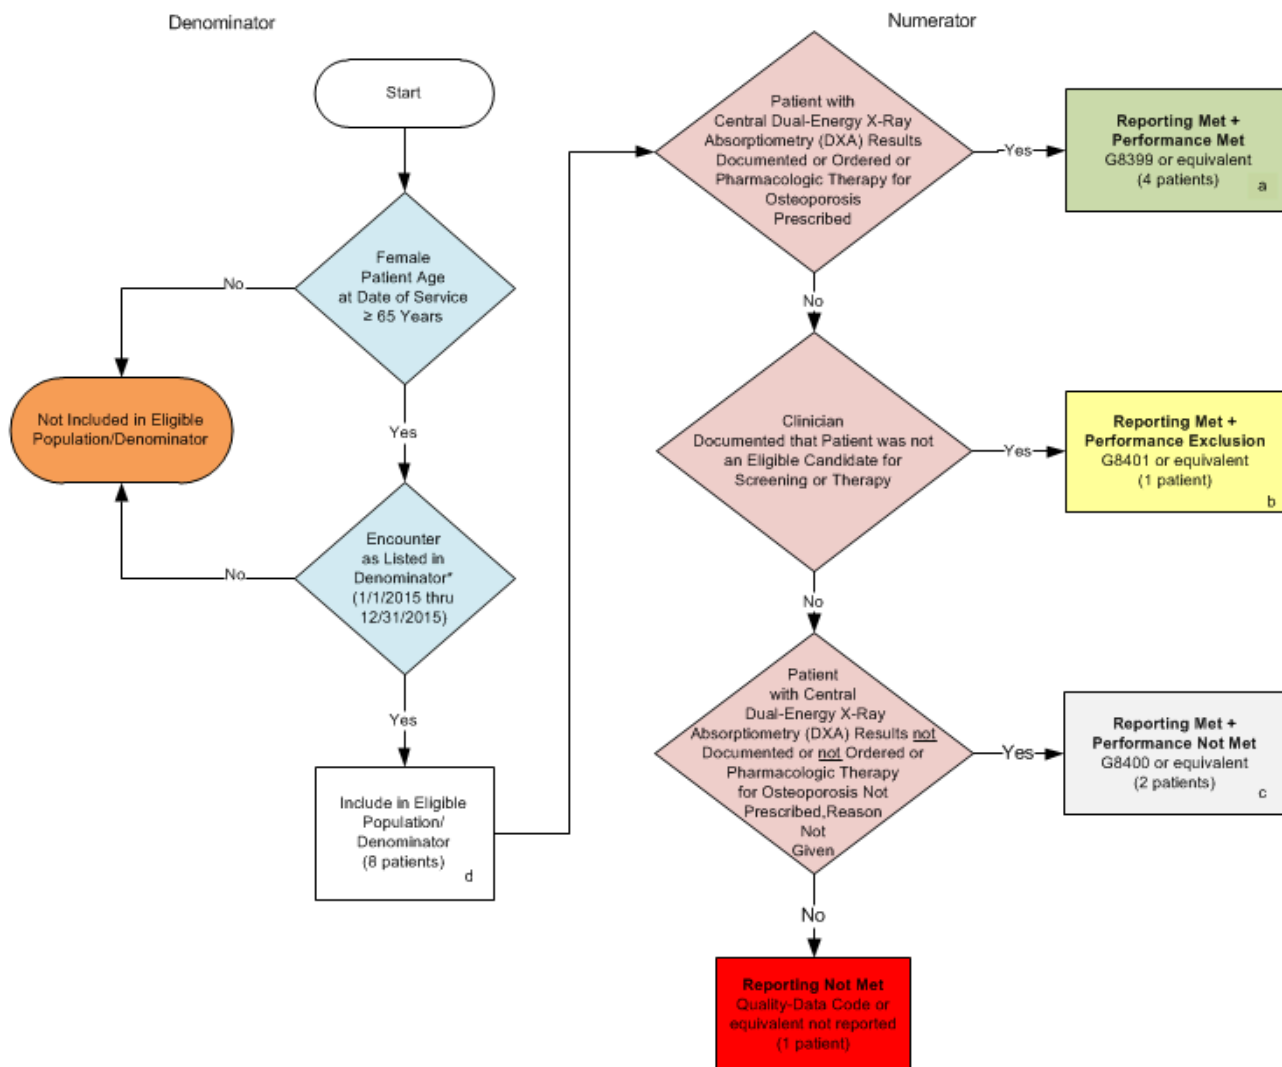 Denominator
Numerator
Start
Female
Patient Age
at Date of Service
≥ 65 Years
No
Yes
Not Included in Eligible
Population/Denominator
Encounter
as Listed in
Denominator*
(1/1/2015 thru
12/31/2015)
No
Yes
Include in Eligible
Population/
Denominator
(8 patients)
d
Patient with
Central Dual-Energy X-Ray
Absorptiometry (DXA) Results
Documented or Ordered or
Pharmacologic Therapy for
Osteoporosis
Prescribed
Yes
Reporting Met +
Performance Met
G8399 or equivalent
(4 patients)
a
No
Clinician
Documented that Patient was not
an Eligible Candidate for
Screening or Therapy
Yes
Reporting Met +
Performance Exclusion
G8401 or equivalent
(1 patient)
b
No
Patient
with Central
Dual-Energy X-Ray
Absorptiometry (DXA) Results not
Documented or not Ordered or
Pharmacologic Therapy
for Osteoporosis Not
Prescribed,Reason
Not
Given
Yes
Reporting Met +
Performance Not Met
G8400 or equivalent
(2 patients)
c
No
Reporting Not Met
Quality-Data Code or
equivalent not reported
(1 patient)